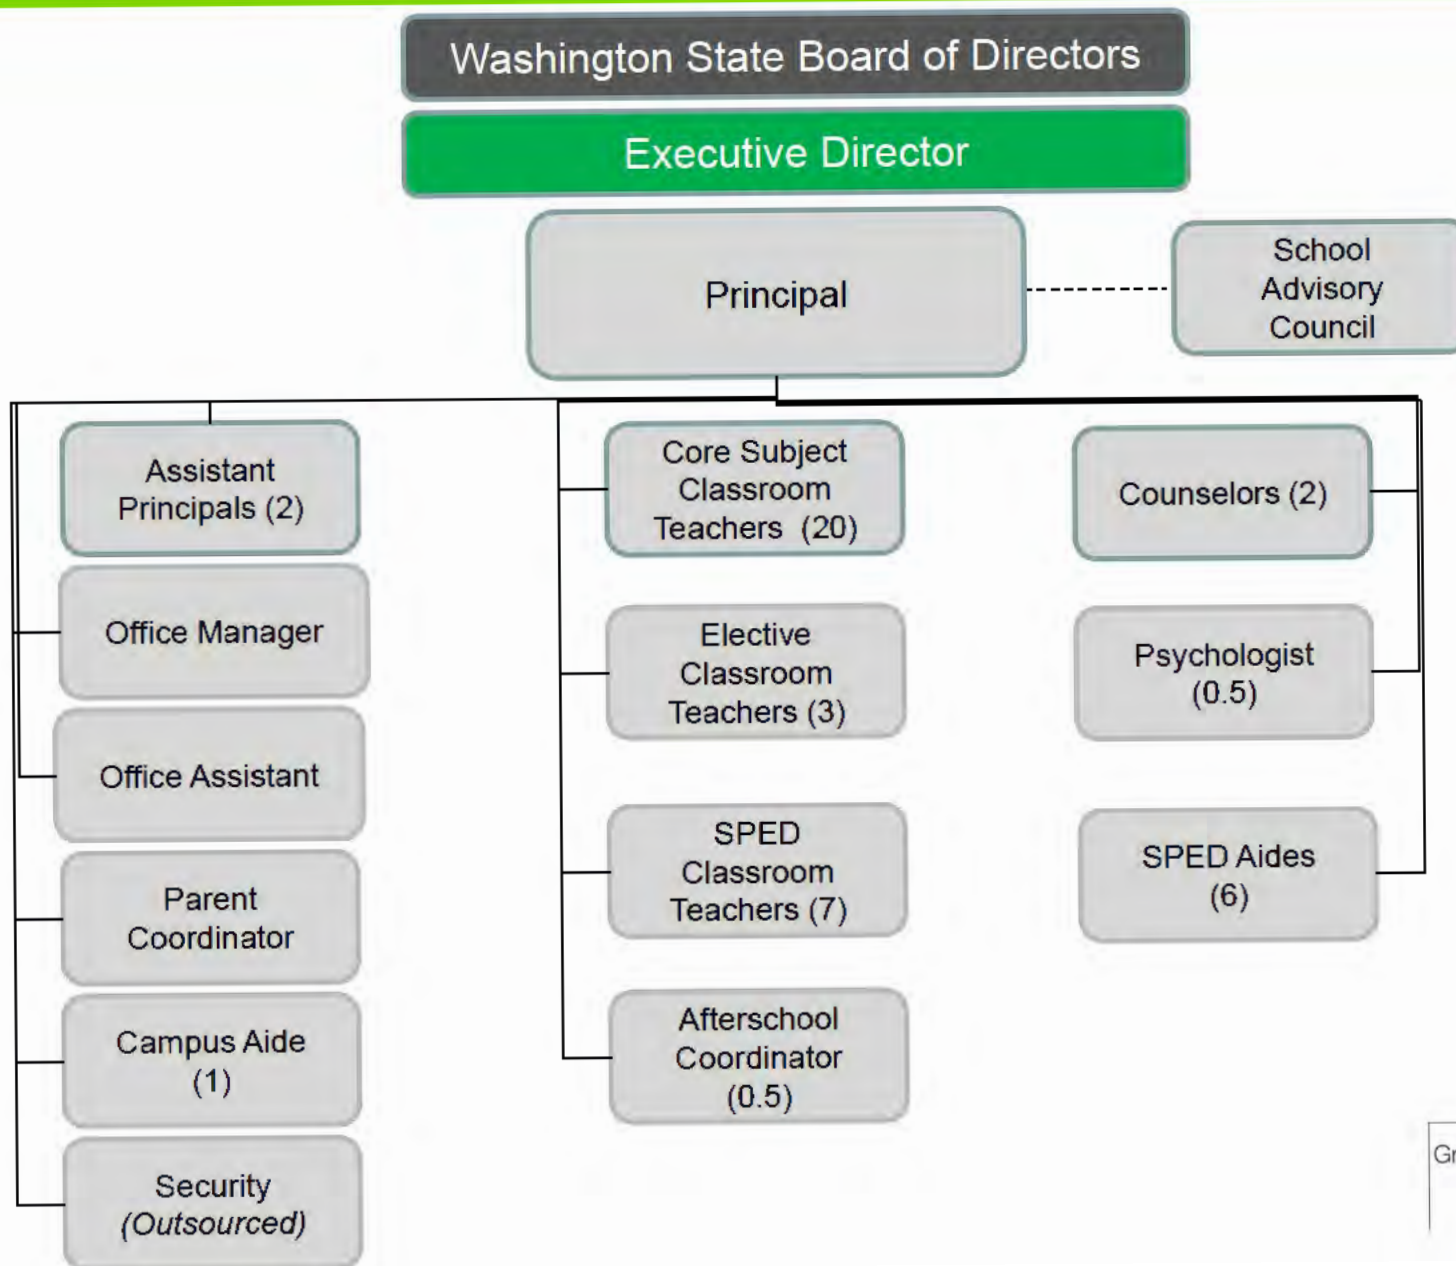 Washington State Board of Directors
Executive Director
Principal
School
Advisory
Council
Assistant
Principals (2)
Office Manager
Office Assistant
Parent
Coordinator
Campus Aide
(1)
Security
(Outsourced)
Core Subject
Classroom
Teachers (20)
Elective
Classroom
Teachers (3)
SPED
Classroom
Teachers (7)
Afterschool
Coordinator
(0.5)
Counselors (2)
Psychologist
(0.5)
SPED Aides
(6)